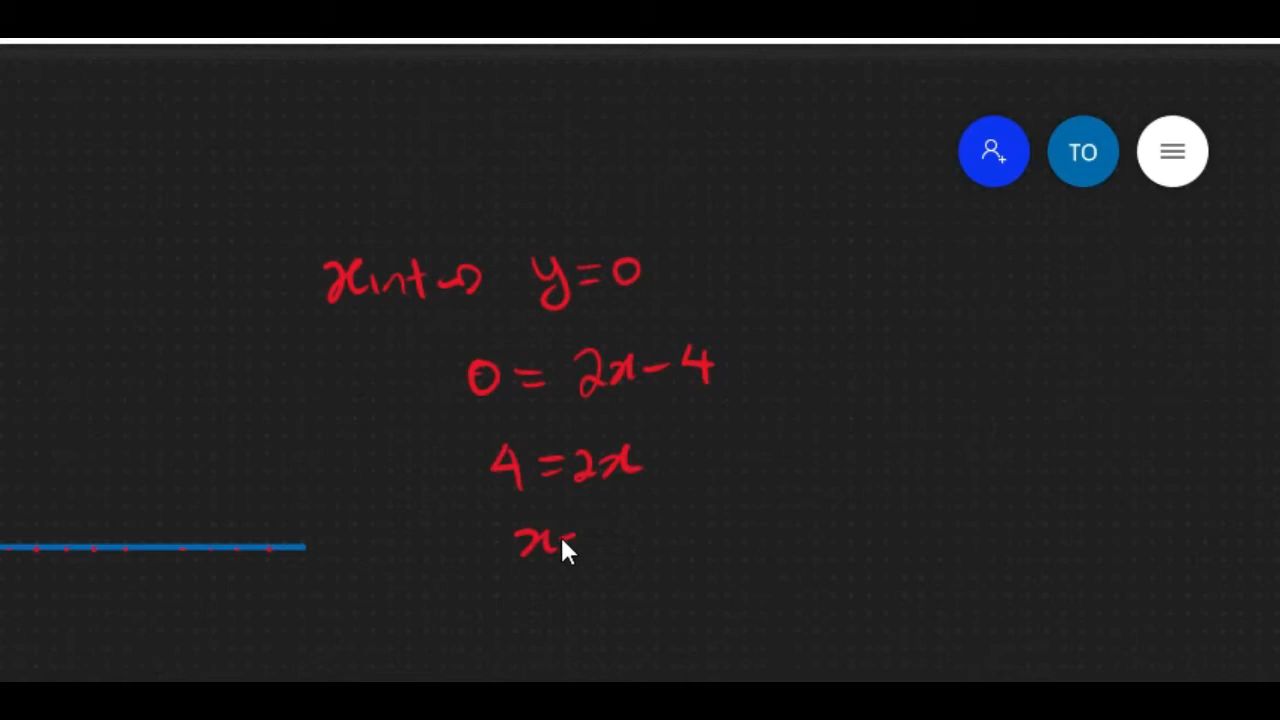 TO
xint → y=0
0 = 2x-4
4 = 2x
x=